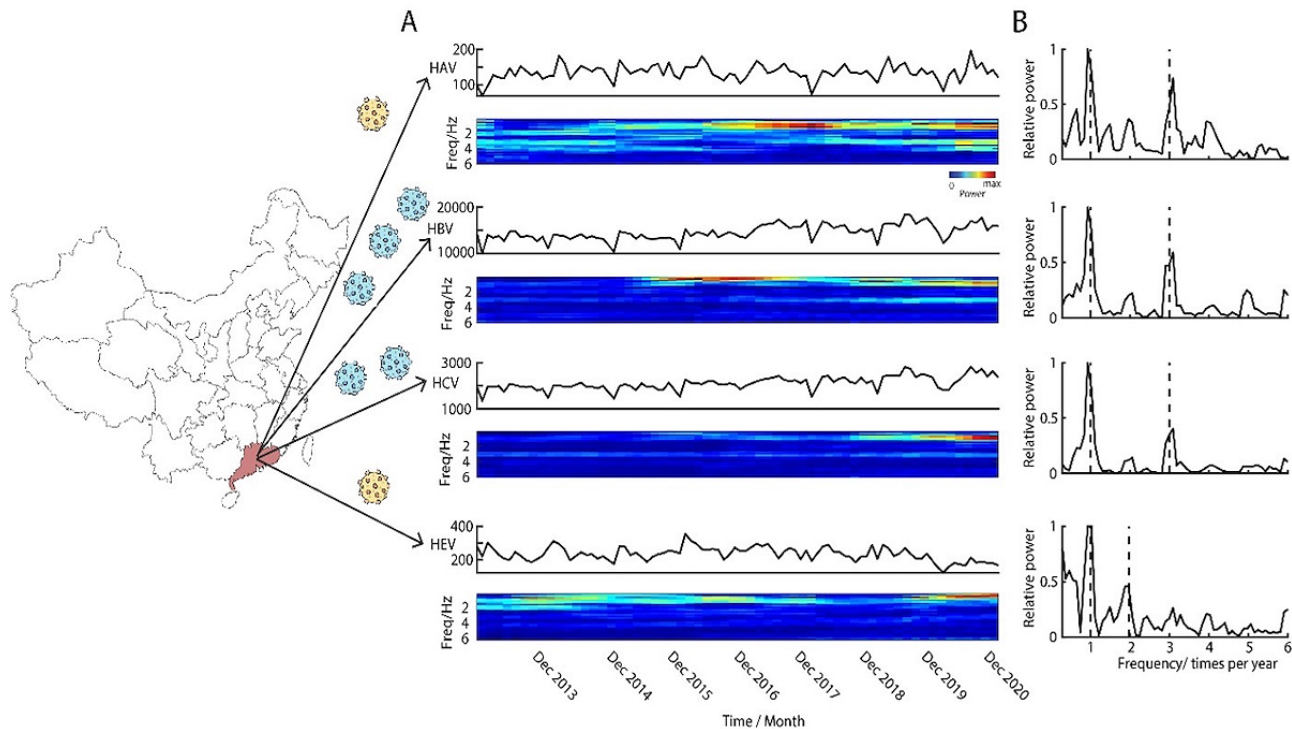 A
B
HAV
200
100
Freq/Hz
2
4
6
0
max
Power
Relative power
1
0.5
0
HBV
20000
10000
Freq/Hz
2
4
6
Relative power
1
0.5
0
HCV
3000
1000
Freq/Hz
2
4
6
Relative power
1
0.5
0
HEV
400
200
Freq/Hz
2
4
6
Relative power
1
0.5
0
1
2
3
4
5
6
Frequency/ times per year
Dec 2013
Dec 2014
Dec 2015
Dec 2016
Dec 2017
Dec 2018
Dec 2019
Dec 2020
Time / Month